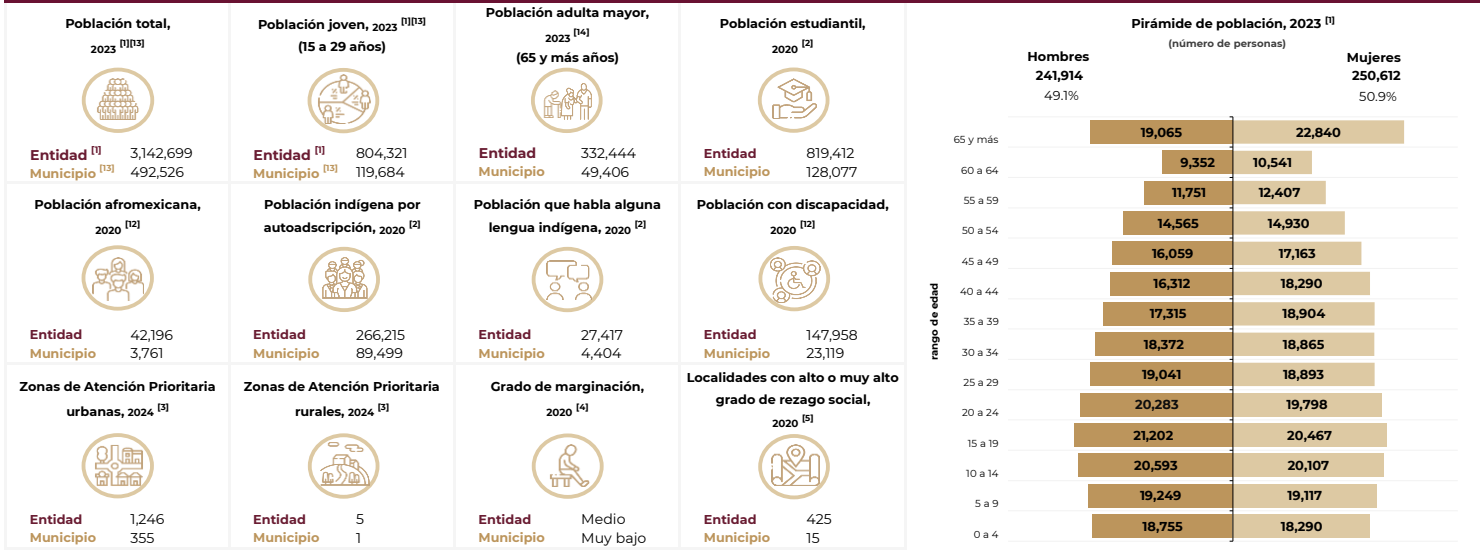 Población total,
2023 [1][13]
Entidad [1] 3,142,699
Municipio [13] 492,526
Población joven, 2023 [1][13]
(15 a 29 años)
Entidad [1] 804,321
Municipio [13] 119,684
Población adulta mayor,
2023 [14]
(65 y más años)
Entidad 332,444
Municipio 49,406
Población estudiantil,
2020 [2]
Entidad 819,412
Municipio 128,077
Población afromexicana,
2020 [12]
Entidad 42,196
Municipio 3,761
Población indígena por
autoadscripción, 2020 [2]
Entidad 266,215
Municipio 89,499
Población que habla alguna
lengua indígena, 2020 [2]
Entidad 27,417
Municipio 4,404
Población con discapacidad,
2020 [12]
Entidad 147,958
Municipio 23,119
Zonas de Atención Prioritaria
urbanas, 2024 [3]
Entidad 1,246
Municipio 355
Zonas de Atención Prioritaria
rurales, 2024 [3]
Entidad 5
Municipio 1
Grado de marginación,
2020 [4]
Entidad Medio
Municipio Muy bajo
Localidades con alto o muy alto
grado de rezago social,
2020 [5]
Entidad 425
Municipio 15
Pirámide de población, 2023 [1]
(número de personas)
Hombres Mujeres
241,914 250,612
49.1% 50.9%
rango de edad
65 y más 19,065 22,840
60 a 64 9,352 10,541
55 a 59 11,751 12,407
50 a 54 14,565 14,930
45 a 49 16,059 17,163
40 a 44 16,312 18,290
35 a 39 17,315 18,904
30 a 34 18,372 18,865
25 a 29 19,041 18,893
20 a 24 20,283 19,798
15 a 19 21,202 20,467
10 a 14 20,593 20,107
5 a 9 19,249 19,117
0 a 4 18,755 18,290